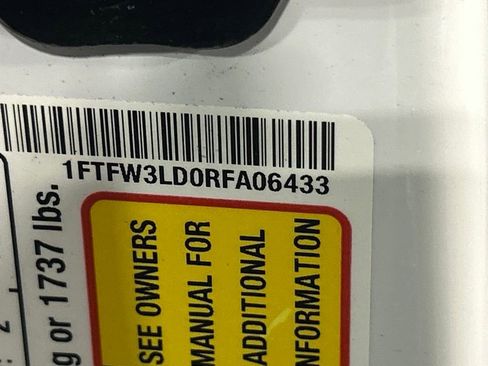 1FTFW3LD0RFA06433
g or 1737 lbs.
SEE OWNERS
MANUAL FOR
ADDITIONAL
INFORMATION